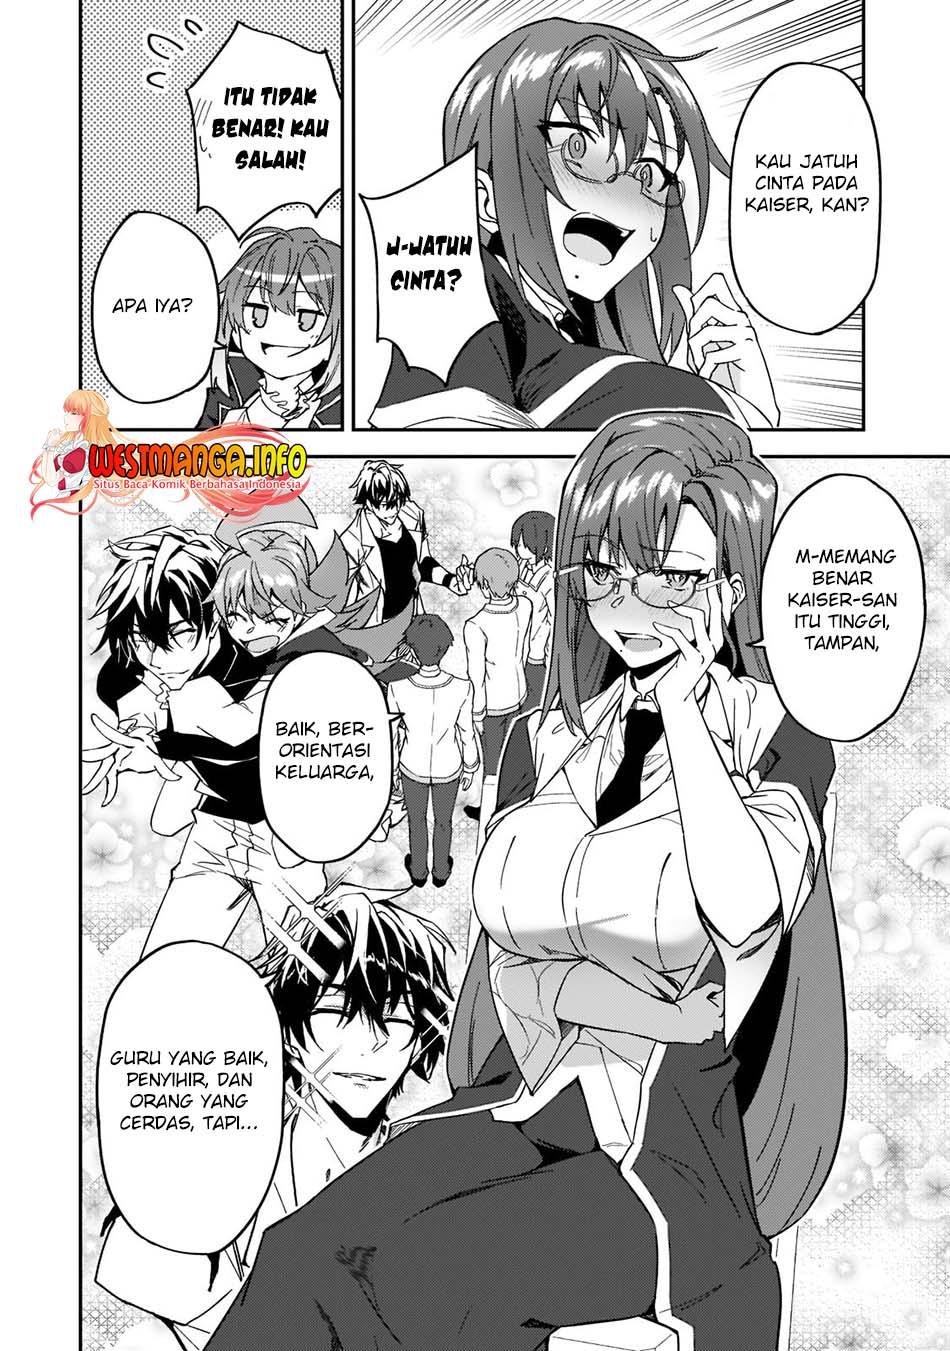 KAU JATUH
CINTA PADA
KAISER, KAN?
J-JATUH
CINTA?
ITU TIDAK
BENAR! KAU
SALAH!
APA IYA?
WESTMANGA.INFO
Situs Baca Komik Berbahasa Indonesia
M-MEMANG
BENAR
KAISER-SAN
ITU TINGGI,
TAMPAN,
BAIK, BER-
ORIENTASI
KELUARGA,
GURU YANG BAIK,
PENYIHIR, DAN
ORANG YANG
CERDAS, TAPI...